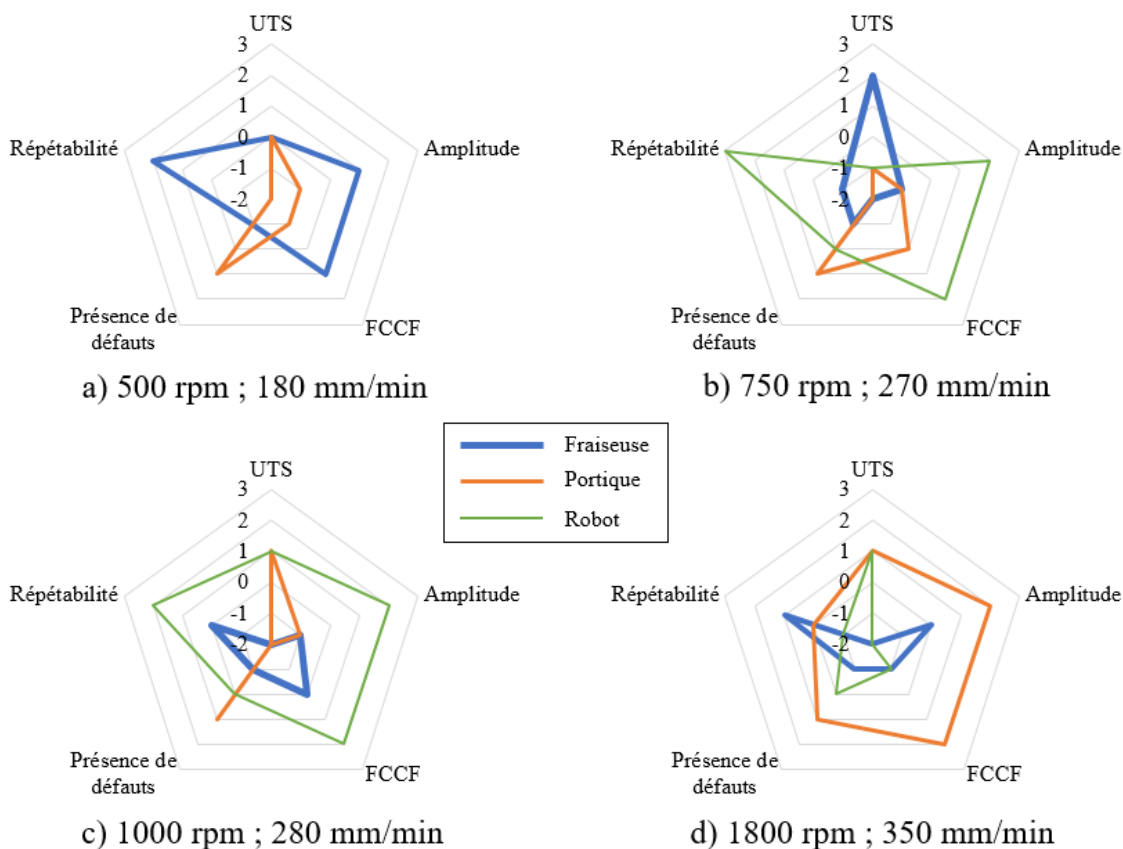 UTS
3
2
1
0
-1
-2
Répétabilité
Amplitude
Présence de
défauts
FCCF
a) 500 rpm ; 180 mm/min
UTS
3
2
1
0
-1
-2
Répétabilité
Amplitude
Présence de
défauts
FCCF
b) 750 rpm ; 270 mm/min
Fraiseuse
Portique
Robot
UTS
3
2
1
0
-1
-2
Répétabilité
Amplitude
Présence de
défauts
FCCF
c) 1000 rpm ; 280 mm/min
UTS
3
2
1
0
-1
-2
Répétabilité
Amplitude
Présence de
défauts
FCCF
d) 1800 rpm ; 350 mm/min